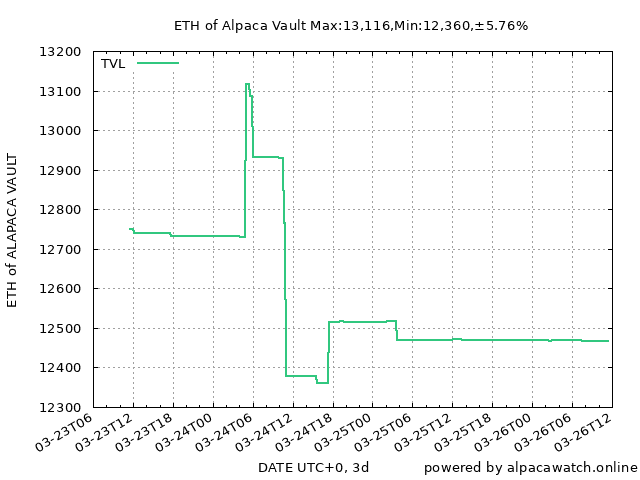 ETH of Alpaca Vault Max:13,116,Min:12,360,±5.76%
TVL
13200
13100
13000
12900
12800
12700
12600
12500
12400
12300
ETH of ALAPACA VAULT
03-23T06
03-23T12
03-23T18
03-24T00
03-24T06
03-24T12
03-24T18
03-25T00
03-25T06
03-25T12
03-25T18
03-26T00
03-26T06
03-26T12
DATE UTC+0, 3d
powered by alpacawatch.online